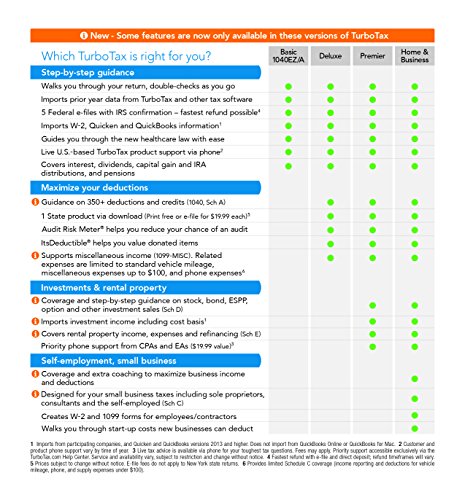 New - Some features are now only available in these versions of TurboTax
Which TurboTax is right for you?
Basic 1040EZ/A
Deluxe
Premier
Home & Business
Step-by-step guidance
Walks you through your return, double-checks as you go
Imports prior year data from TurboTax and other tax software
5 Federal e-files with IRS confirmation – fastest refund possible⁴
Imports W-2, Quicken and QuickBooks information¹
Guides you through the new healthcare law with ease
Live U.S.-based TurboTax product support via phone²
Covers interest, dividends, capital gain and IRA
distributions, and pensions
Maximize your deductions
Guidance on 350+ deductions and credits (1040, Sch A)
1 State product via download (Print free or e-file for $19.99 each)⁵
Audit Risk Meter® helps you reduce your chance of an audit
ItsDeductible® helps you value donated items
Supports miscellaneous income (1099-MISC). Related
expenses are limited to standard vehicle mileage,
miscellaneous expenses up to $100, and phone expenses⁶
Investments & rental property
Coverage and step-by-step guidance on stock, bond, ESPP,
option and other investment sales (Sch D)
Imports investment income including cost basis¹
Covers rental property income, expenses and refinancing (Sch E)
Priority phone support from CPAs and EAs ($19.99 value)³
Self-employment, small business
Coverage and extra coaching to maximize business income
and deductions
Designed for your small business taxes including sole proprietors,
consultants and the self-employed (Sch C)
Creates W-2 and 1099 forms for employees/contractors
Walks you through start-up costs new businesses can deduct
1 Imports from participating companies, and Quicken and QuickBooks versions 2013 and higher. Does not import from QuickBooks Online or QuickBooks for Mac. 2 Customer and
product phone support vary by time of year. 3 Live tax advice is available via phone for your toughest tax questions. Fees may apply. Priority support accessible exclusively via the
TurboTax.com Help Center. Service and availability vary, subject to restriction and change without notice. 4 Fastest refund with e-file and direct deposit; refund timeframes will vary.
5 Prices subject to change without notice. E-file fees do not apply to New York state returns. 6 Provides limited Schedule C coverage (income reporting and deductions for vehicle
mileage, phone, and supply expenses under $100).